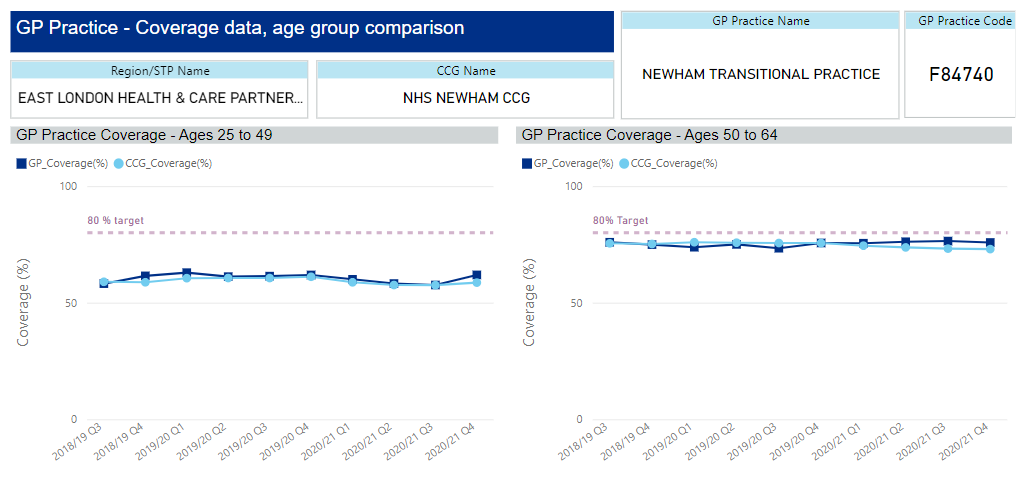 GP Practice - Coverage data, age group comparison
GP Practice Name
GP Practice Code
NEWHAM TRANSITIONAL PRACTICE
F84740
Region/STP Name
CCG Name
EAST LONDON HEALTH & CARE PARTNER...
NHS NEWHAM CCG
GP Practice Coverage - Ages 25 to 49
GP_Coverage(%) CCG_Coverage(%)
100
80 % target
50
0
Coverage (%)
2018/19 Q3
2018/19 Q4
2019/20 Q1
2019/20 Q2
2019/20 Q3
2019/20 Q4
2020/21 Q1
2020/21 Q2
2020/21 Q3
2020/21 Q4
GP Practice Coverage - Ages 50 to 64
GP_Coverage(%) CCG_Coverage(%)
100
80% Target
50
0
Coverage (%)
2018/19 Q3
2018/19 Q4
2019/20 Q1
2019/20 Q2
2019/20 Q3
2019/20 Q4
2020/21 Q1
2020/21 Q2
2020/21 Q3
2020/21 Q4